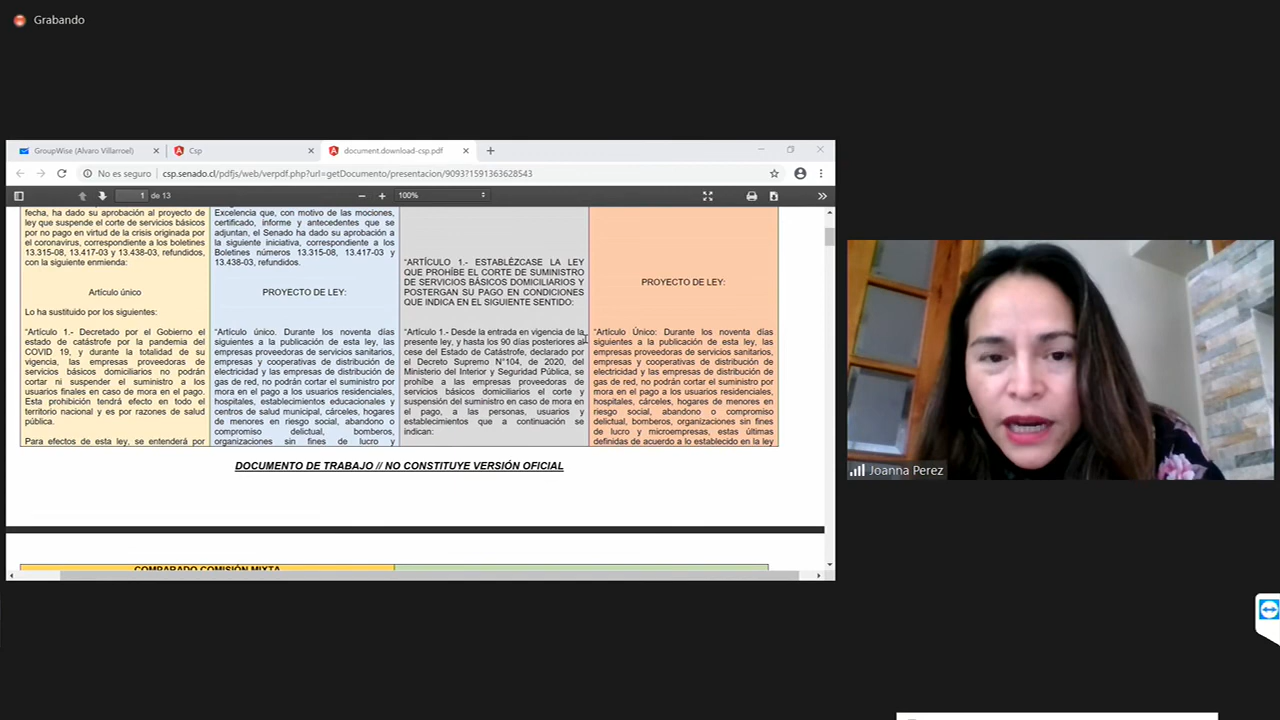 Grabando
GroupWise (Alvaro Villarroel)
Csp
document.download-csp.pdf
No es seguro
csp.senado.cl/pdfjs/web/verpdf.php?url=getDocumento/presentacion/9093?1591363628543
1 de 13
100%
fecha, ha dado su aprobación al proyecto de
ley que suspende el corte de servicios básicos
por no pago en virtud de la crisis originada por
el coronavirus, correspondiente a los boletines
13.315-08, 13.417-03 y 13.438-03, refundidos,
con la siguiente enmienda:
Artículo único
Lo ha sustituido por los siguientes:
"Artículo 1.- Decretado por el Gobierno el
estado de catástrofe por la pandemia del
COVID 19, y durante la totalidad de su
vigencia, las empresas proveedoras de
servicios básicos domiciliarios no podrán
cortar ni suspender el suministro a los
usuarios finales en caso de mora en el pago.
Esta prohibición tendrá efecto en todo el
territorio nacional y es por razones de salud
pública.
Para efectos de esta ley, se entenderá por
Excelencia que, con motivo de las mociones,
certificado, informe y antecedentes que se
adjuntan, el Senado ha dado su aprobación a
la siguiente iniciativa, correspondiente a los
Boletines números 13.315-08, 13.417-03 y
13.438-03, refundidos.
PROYECTO DE LEY:
"Artículo único. Durante los noventa días
siguientes a la publicación de esta ley, las
empresas proveedoras de servicios sanitarios,
empresas y cooperativas de distribución de
electricidad y las empresas de distribución de
gas de red, no podrán cortar el suministro por
mora en el pago a los usuarios residenciales,
hospitales, establecimientos educacionales y
centros de salud municipal, cárceles, hogares
de menores en riesgo social, abandono o
compromiso delictual, bomberos,
organizaciones sin fines de lucro y
"ARTÍCULO 1.- ESTABLÉZCASE LA LEY
QUE PROHÍBE EL CORTE DE SUMINISTRO
DE SERVICIOS BÁSICOS DOMICILIARIOS Y
POSTERGAN SU PAGO EN CONDICIONES
QUE INDICA EN EL SIGUIENTE SENTIDO:
"Artículo 1.- Desde la entrada en vigencia de la
presente ley, y hasta los 90 días posteriores al
cese del Estado de Catástrofe, declarado por
el Decreto Supremo N°104, de 2020, del
Ministerio del Interior y Seguridad Pública, se
prohíbe a las empresas proveedoras de
servicios básicos domiciliarios el corte y
suspensión del suministro en caso de mora en
el pago, a las personas, usuarios y
establecimientos que a continuación se
indican:
PROYECTO DE LEY:
"Artículo Único: Durante los noventa días
siguientes a la publicación de esta ley, las
empresas proveedoras de servicios sanitarios,
empresas y cooperativas de distribución de
electricidad y las empresas de distribución de
gas de red, no podrán cortar el suministro por
mora en el pago a los usuarios residenciales,
hospitales, cárceles, hogares de menores en
riesgo social, abandono o compromiso
delictual, bomberos, organizaciones sin fines
de lucro y microempresas, estas últimas
definidas de acuerdo a lo establecido en la ley
DOCUMENTO DE TRABAJO // NO CONSTITUYE VERSIÓN OFICIAL
COMPARADO COMISIÓN MIXTA
Joanna Perez